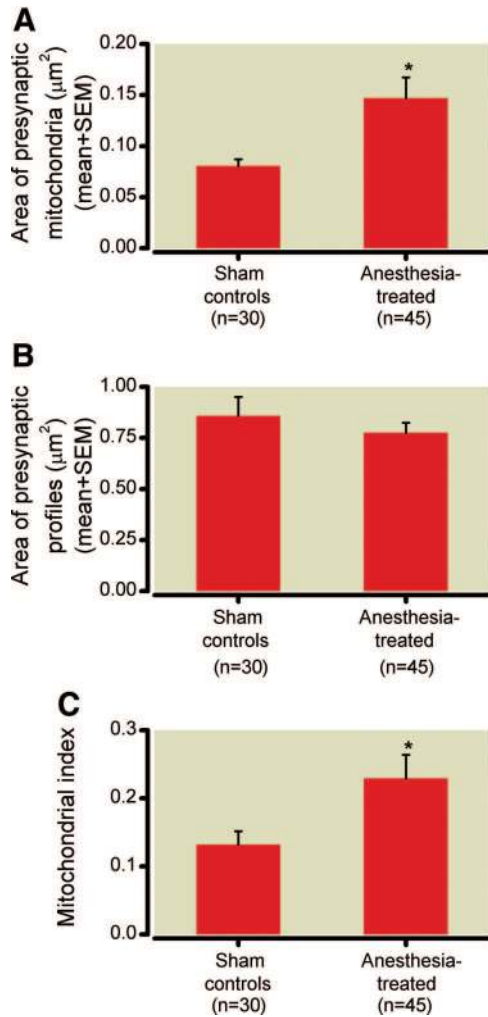 A
Area of presynaptic
mitochondria (μm²)
(mean+SEM)
0.20
0.15
0.10
0.05
0.00
*
Sham
controls
(n=30)
Anesthesia-
treated
(n=45)
B
Area of presynaptic
profiles (μm²)
(mean+SEM)
1.00
0.75
0.50
0.25
0.00
Sham
controls
(n=30)
Anesthesia-
treated
(n=45)
C
Mitochondrial index
0.3
0.2
0.1
0.0
*
Sham
controls
(n=30)
Anesthesia-
treated
(n=45)